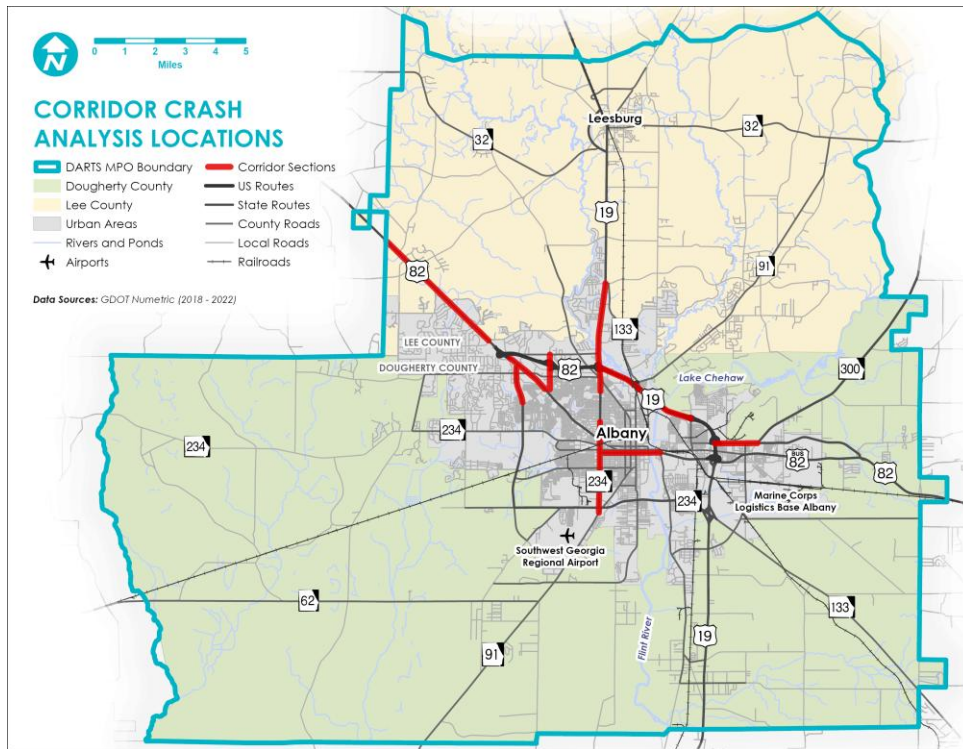 N
0 1 2 3 4 5
Miles
CORRIDOR CRASH
ANALYSIS LOCATIONS
DARTS MPO Boundary
Dougherty County
Lee County
Urban Areas
Rivers and Ponds
Airports
Corridor Sections
US Routes
State Routes
County Roads
Local Roads
Railroads
Data Sources: GDOT Numetric (2018 - 2022)
Leesburg
32
32
19
82
91
133
LEE COUNTY
DOUGHERTY COUNTY
82
300
Lake Chehaw
19
234
234
Albany
BUS
82
82
234
234
Marine Corps
Logistics Base Albany
Southwest Georgia
Regional Airport
62
133
Flint River
19
91